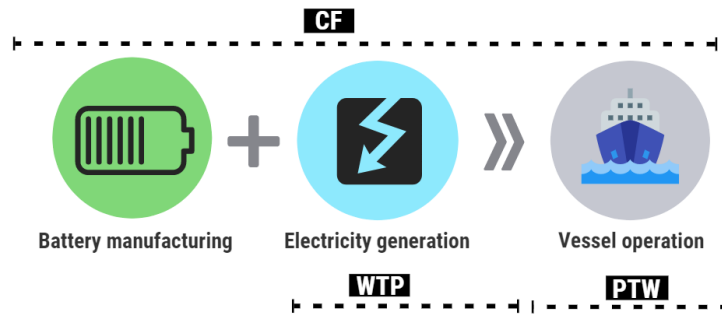 CF
Battery manufacturing
Electricity generation
Vessel operation
WTP
PTW